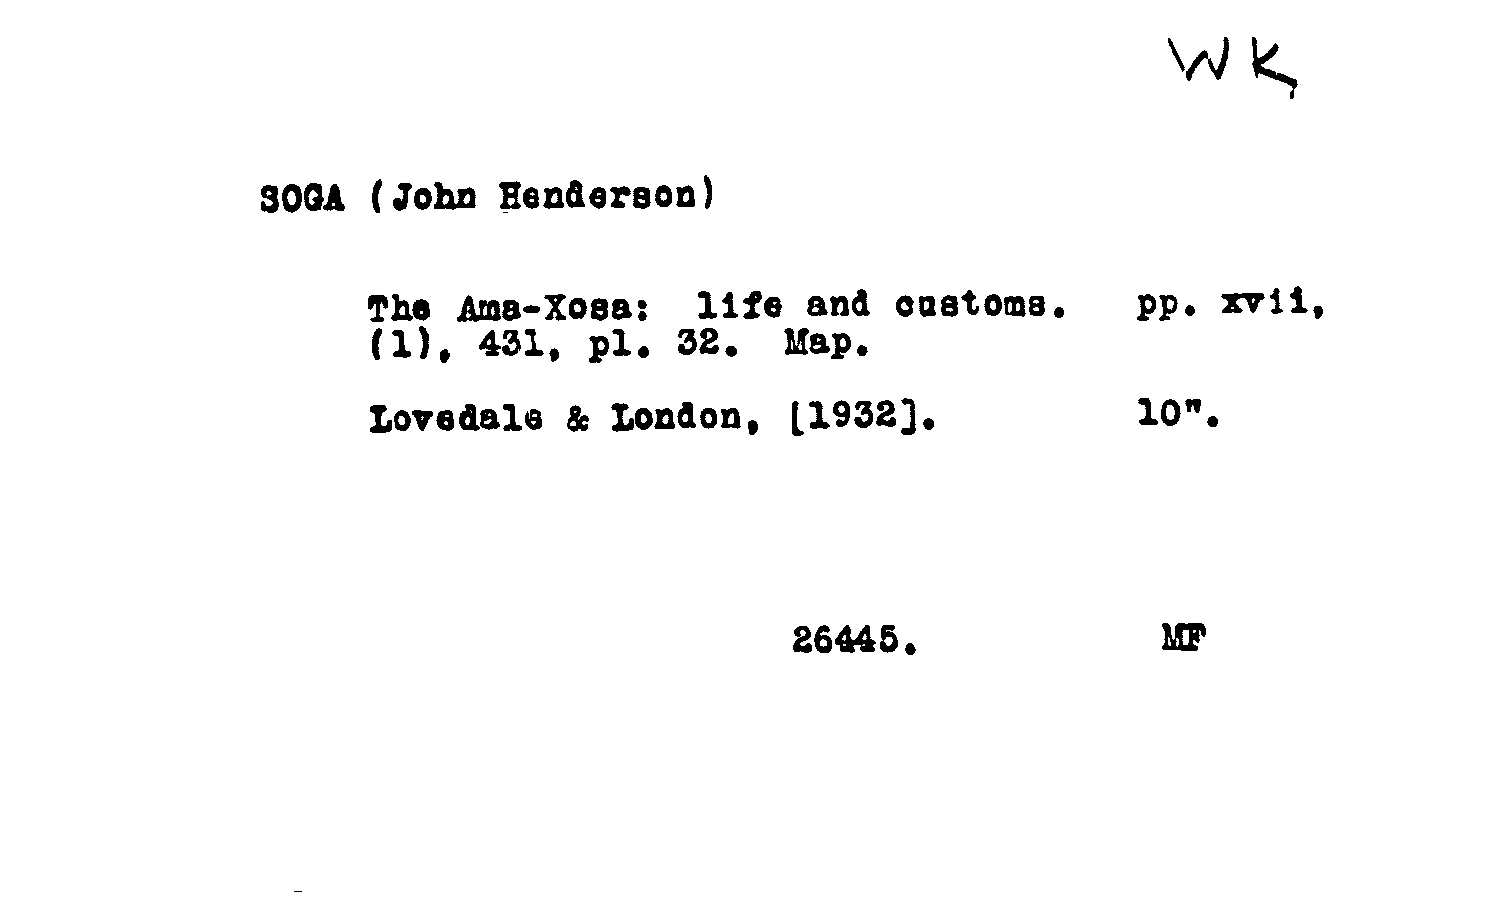 WK
SOGA (John Henderson)
The Ama-Xosa: life and customs. pp. xvii,
(1), 431, pl. 32. Map.
Lovedale & London, [1932]. 10".
26445. MF